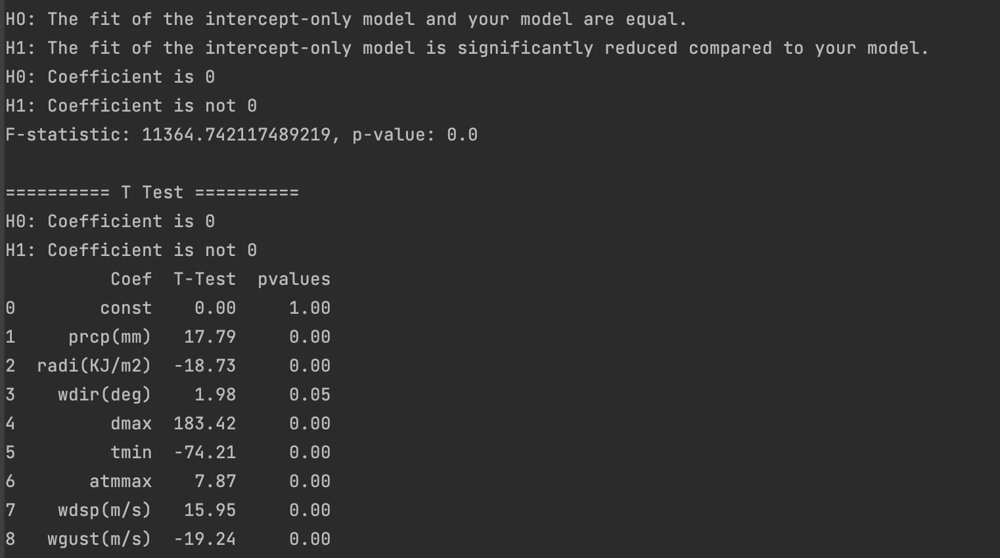 H0: The fit of the intercept-only model and your model are equal.
H1: The fit of the intercept-only model is significantly reduced compared to your model.
H0: Coefficient is 0
H1: Coefficient is not 0
F-statistic: 11364.742117489219, p-value: 0.0
========== T Test ==========
H0: Coefficient is 0
H1: Coefficient is not 0
Coef T-Test pvalues
0 const 0.00 1.00
1 prcp(mm) 17.79 0.00
2 radi(KJ/m2) -18.73 0.00
3 wdir(deg) 1.98 0.05
4 dmax 183.42 0.00
5 tmin -74.21 0.00
6 atmmax 7.87 0.00
7 wdsp(m/s) 15.95 0.00
8 wgust(m/s) -19.24 0.00